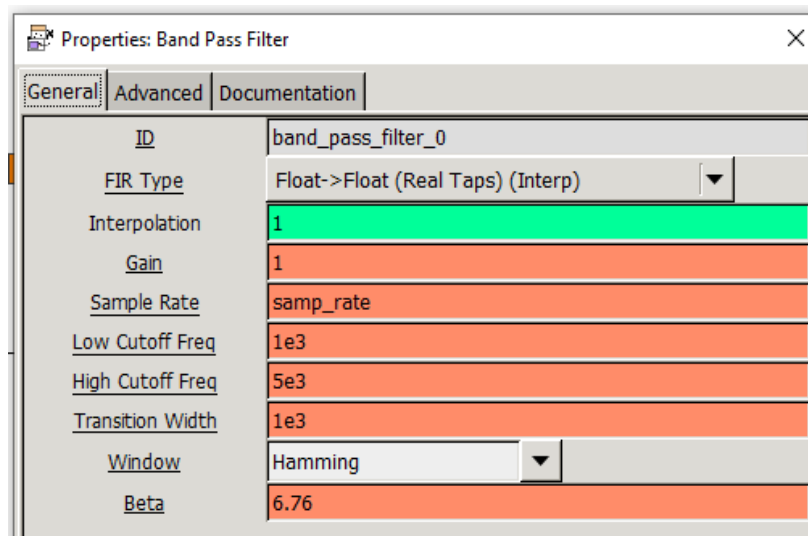 Properties: Band Pass Filter
General Advanced Documentation
ID band_pass_filter_0
FIR Type Float->Float (Real Taps) (Interp)
Interpolation 1
Gain 1
Sample Rate samp_rate
Low Cutoff Freq 1e3
High Cutoff Freq 5e3
Transition Width 1e3
Window Hamming
Beta 6.76